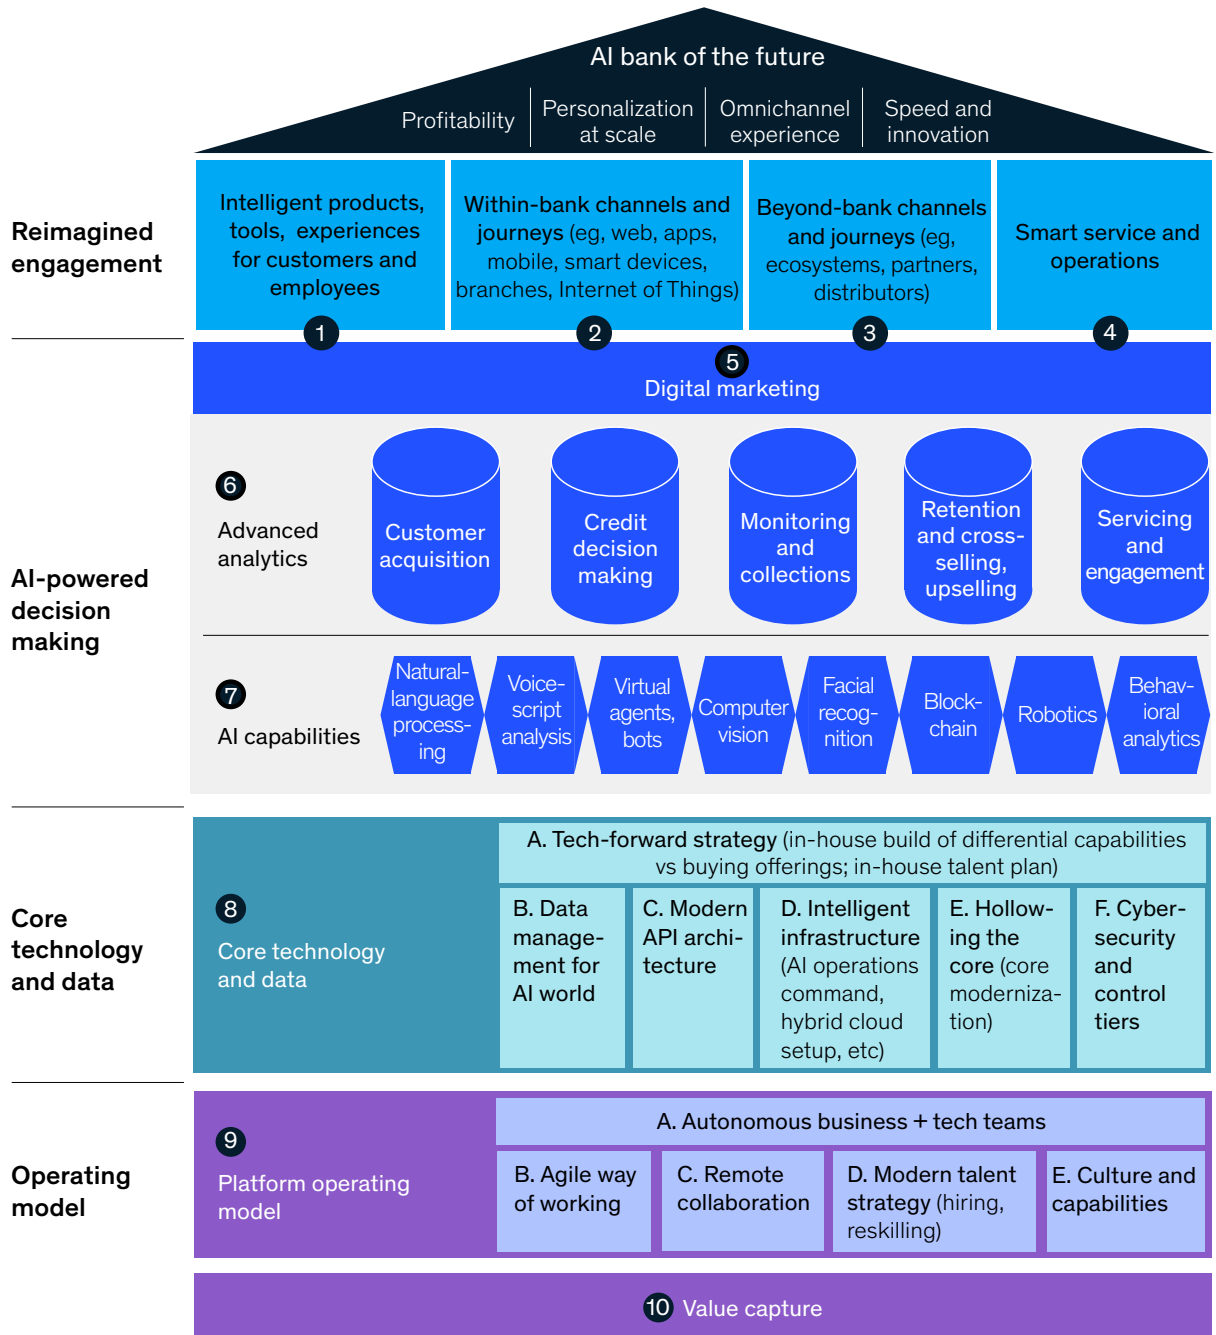 AI bank of the future
Profitability
Personalization
at scale
Omnichannel
experience
Speed and
innovation
Reimagined
engagement
Intelligent products,
tools, experiences
for customers and
employees
1
Within-bank channels and
journeys (eg, web, apps,
mobile, smart devices,
branches, Internet of Things)
2
Beyond-bank channels
and journeys (eg,
ecosystems, partners,
distributors)
3
Smart service and
operations
4
5
Digital marketing
AI-powered
decision
making
6
Advanced
analytics
Customer
acquisition
Credit
decision
making
Monitoring
and
collections
Retention
and cross-
selling,
upselling
Servicing
and
engagement
7
AI capabilities
Natural-
language
process-
ing
Voice-
script
analysis
Virtual
agents,
bots
Computer
vision
Facial
recog-
nition
Block-
chain
Robotics
Behav-
ioral
analytics
Core
technology
and data
8
Core technology
and data
A. Tech-forward strategy (in-house build of differential capabilities
vs buying offerings; in-house talent plan)
B. Data
manage-
ment for
AI world
C. Modern
API archi-
tecture
D. Intelligent
infrastructure
(AI operations
command,
hybrid cloud
setup, etc)
E. Hollow-
ing the
core (core
moderniza-
tion)
F. Cyber-
security
and
control
tiers
Operating
model
9
Platform operating
model
A. Autonomous business + tech teams
B. Agile way
of working
C. Remote
collaboration
D. Modern talent
strategy (hiring,
reskilling)
E. Culture and
capabilities
10 Value capture